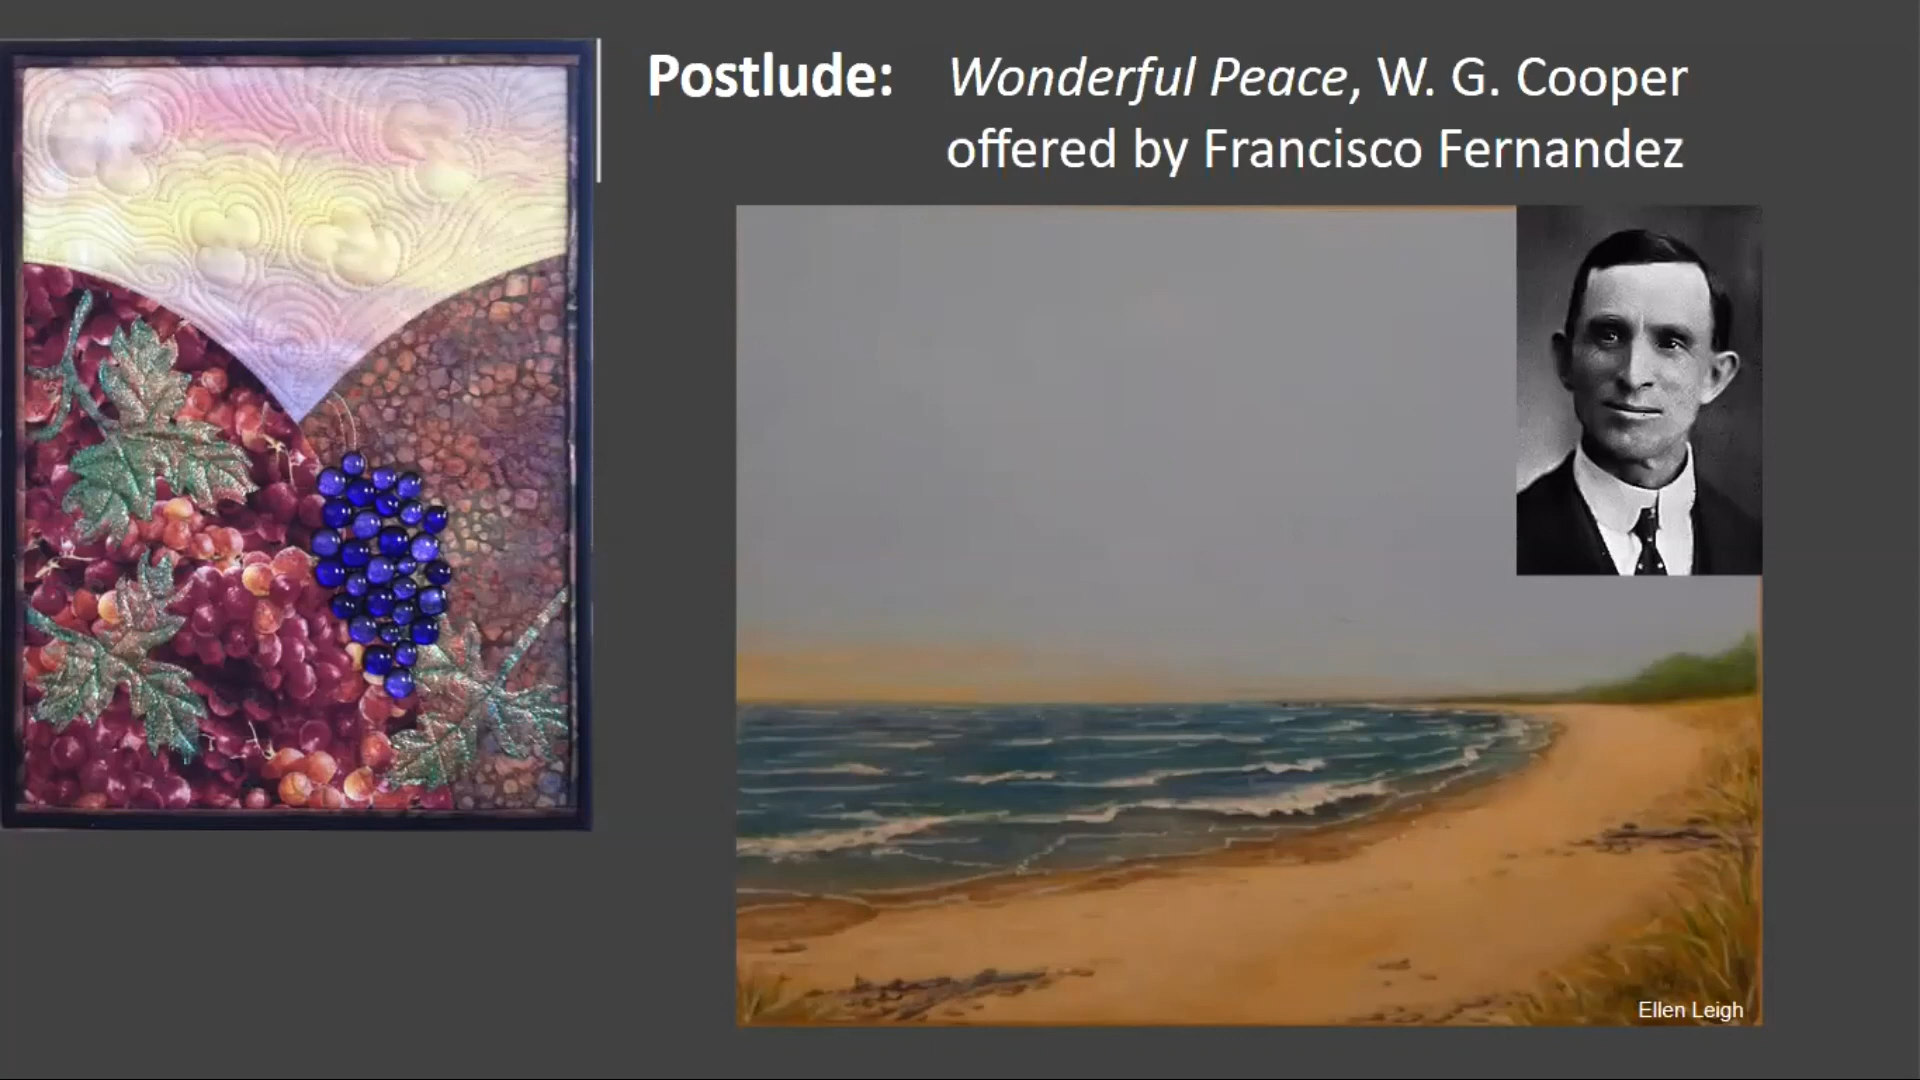 Postlude: Wonderful Peace, W. G. Cooper
offered by Francisco Fernandez
Ellen Leigh